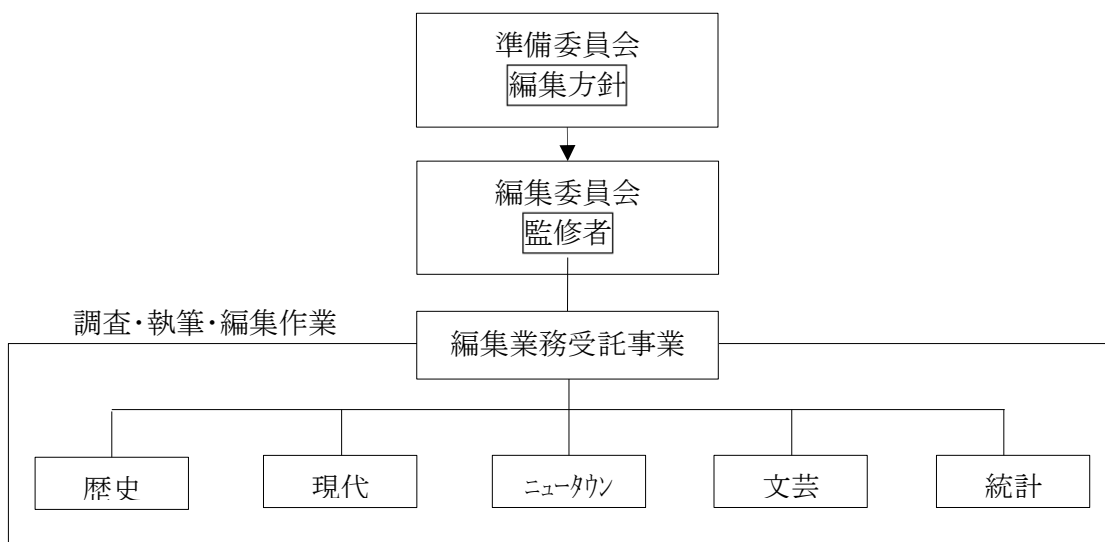 準備委員会
編集方針
編集委員会
監修者
調査・執筆・編集作業
編集業務受託事業
歴史
現代
ニュータウン
文芸
統計